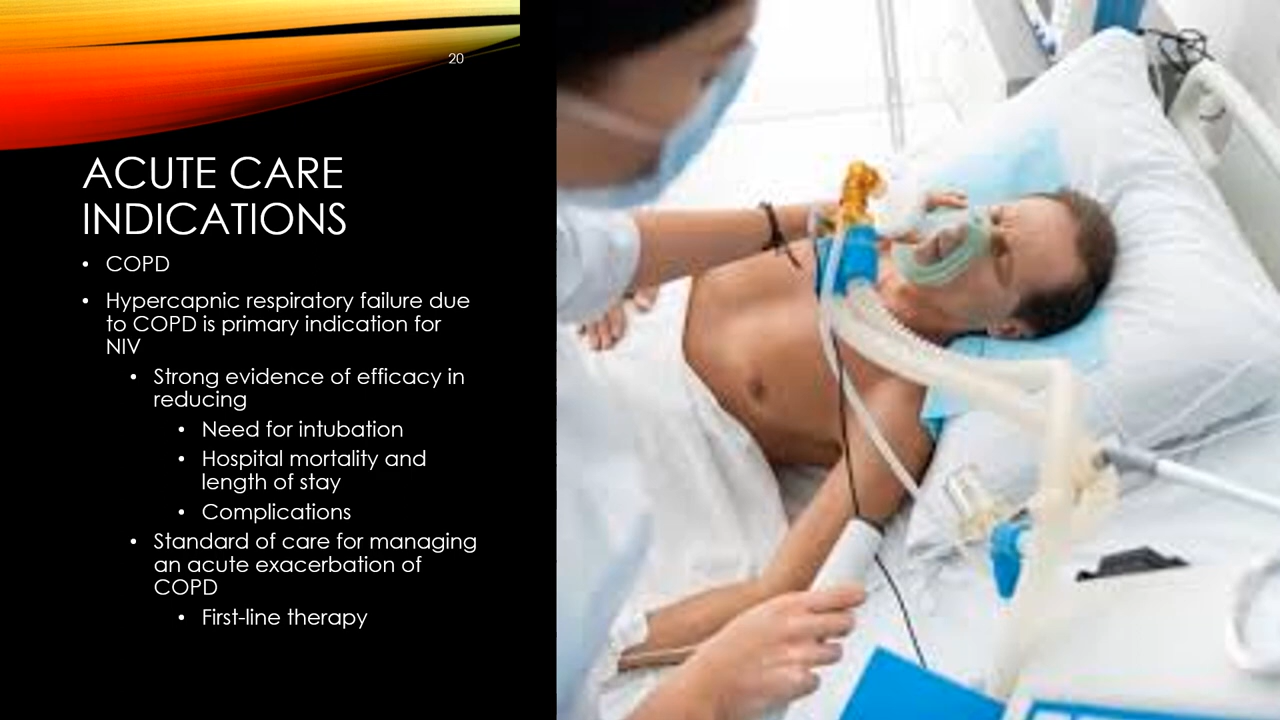 20
ACUTE CARE
INDICATIONS
• COPD
• Hypercapnic respiratory failure due
to COPD is primary indication for
NIV
• Strong evidence of efficacy in
reducing
• Need for intubation
• Hospital mortality and
length of stay
• Complications
• Standard of care for managing
an acute exacerbation of
COPD
• First-line therapy